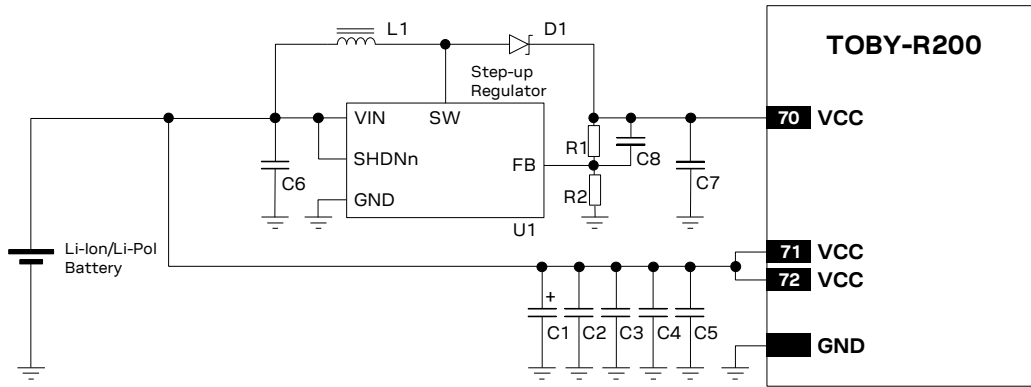 TOBY-R200
L1
D1
Step-up
Regulator
VIN
SW
70 VCC
SHDNn
FB
R1
C8
C6
C7
GND
R2
U1
Li-Ion/Li-Pol
Battery
71 VCC
72 VCC
+
C1
C2
C3
C4
C5
GND